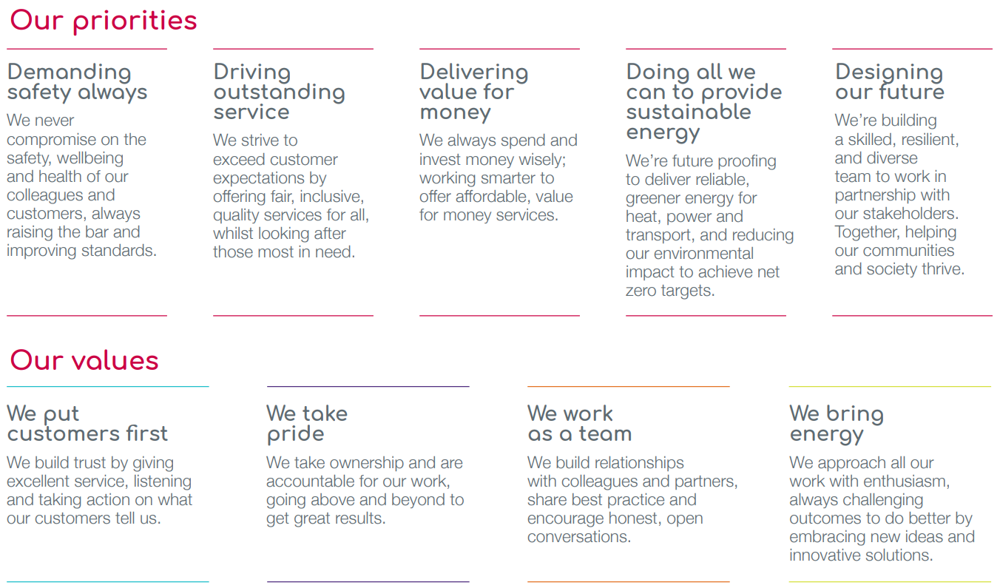 Our priorities
Demanding
safety always
We never
compromise on the
safety, wellbeing
and health of our
colleagues and
customers, always
raising the bar and
improving standards.
Driving
outstanding
service
We strive to
exceed customer
expectations by
offering fair, inclusive,
quality services for all,
whilst looking after
those most in need.
Delivering
value for
money
We always spend and
invest money wisely;
working smarter to
offer affordable, value
for money services.
Doing all we
can to provide
sustainable
energy
We’re future proofing
to deliver reliable,
greener energy for
heat, power and
transport, and reducing
our environmental
impact to achieve net
zero targets.
Designing
our future
We’re building
a skilled, resilient,
and diverse
team to work in
partnership with
our stakeholders.
Together, helping
our communities
and society thrive.
Our values
We put
customers first
We build trust by giving
excellent service, listening
and taking action on what
our customers tell us.
We take
pride
We take ownership and are
accountable for our work,
going above and beyond to
get great results.
We work
as a team
We build relationships
with colleagues and partners,
share best practice and
encourage honest, open
conversations.
We bring
energy
We approach all our
work with enthusiasm,
always challenging
outcomes to do better by
embracing new ideas and
innovative solutions.